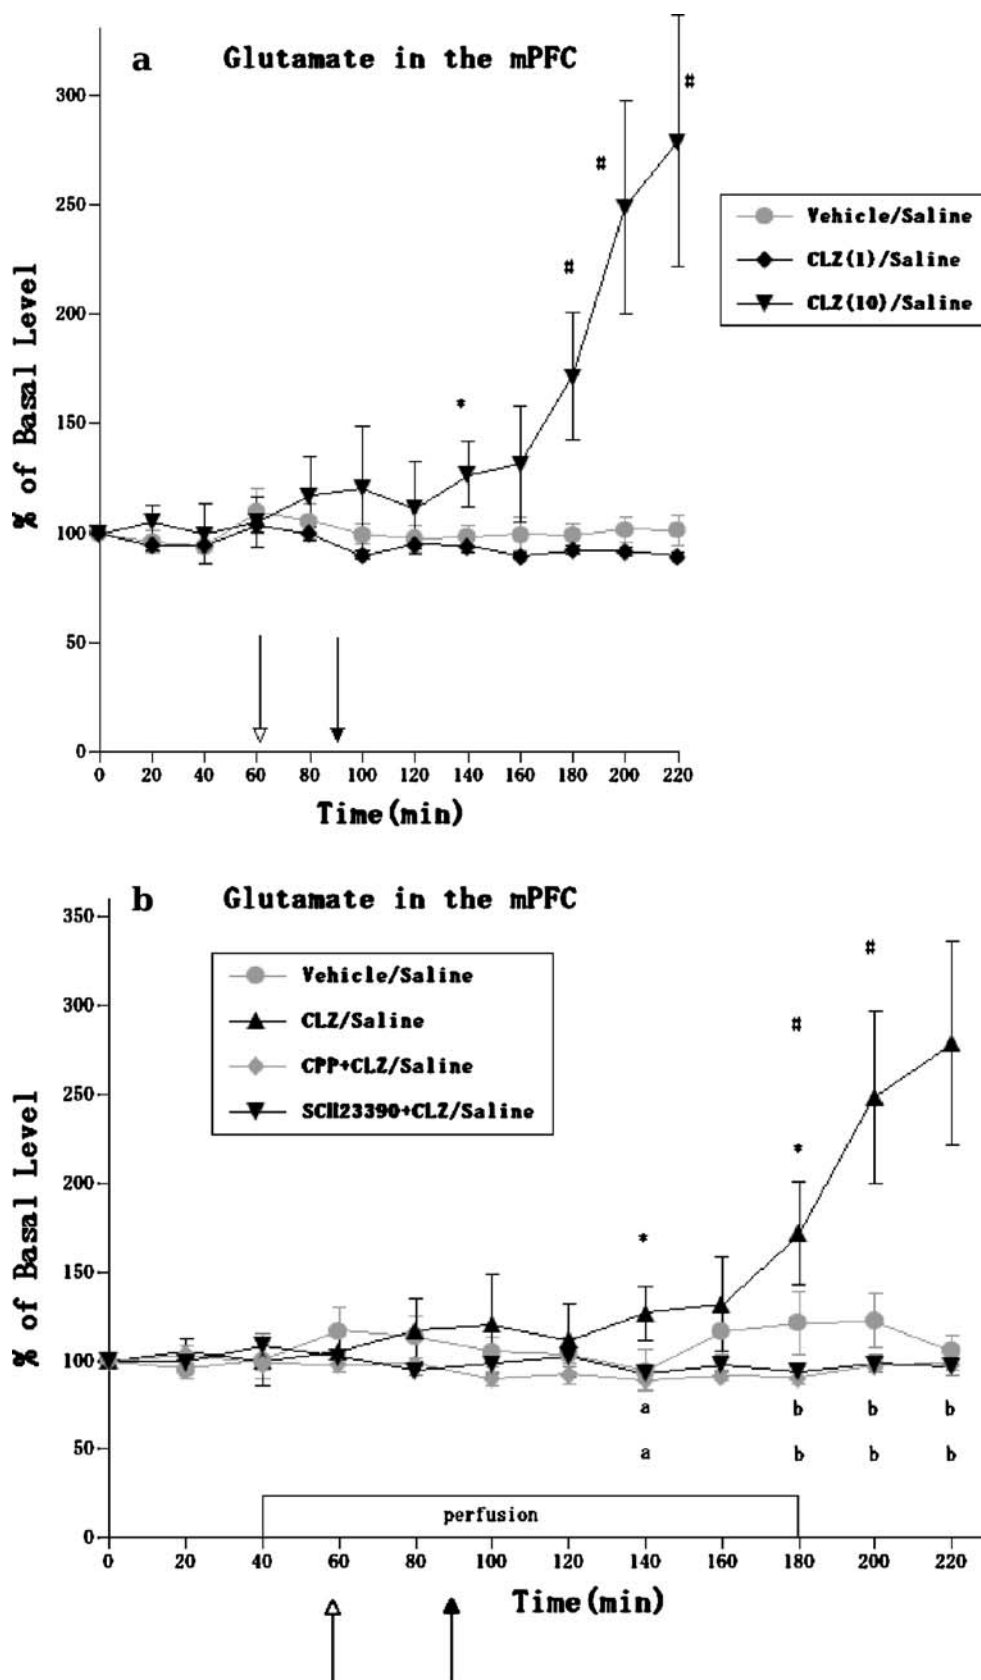 a Glutamate in the mPFC
300
250
200
150
100
50
0
% of Basal Level
#
#
#
*
Vehicle/Saline
CLZ(1)/Saline
CLZ(10)/Saline
0 20 40 60 80 100 120 140 160 180 200 220
Time(min)
b Glutamate in the mPFC
350
300
250
200
150
100
50
0
% of Basal Level
Vehicle/Saline
CLZ/Saline
CPP+CLZ/Saline
SCH23390+CLZ/Saline
#
#
*
*
a b b b
a b b b
perfusion
0 20 40 60 80 100 120 140 160 180 200 220
Time(min)